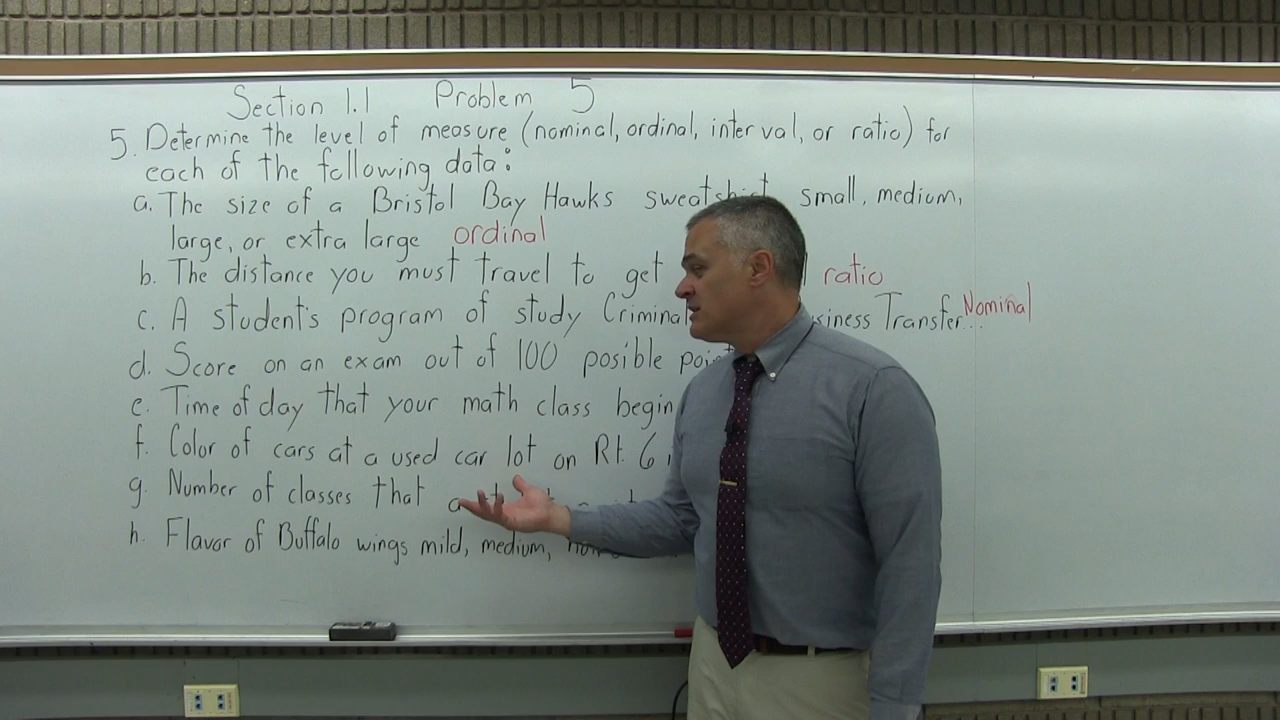 Section 1.1 Problem 5
5. Determine the level of measure (nominal, ordinal, interval, or ratio) for
each of the following data:
a. The size of a Bristol Bay Hawks sweatshirt small, medium,
large, or extra large ordinal
b. The distance you must travel to get ratio
c. A student's program of study Criminal Transfer... Nominal
d. Score on an exam out of 100 posible
e. Time of day that your math class
f. Color of cars at a used car lot on Rt. 6
g. Number of classes that
h. Flavor of Buffalo wings mild, medium,